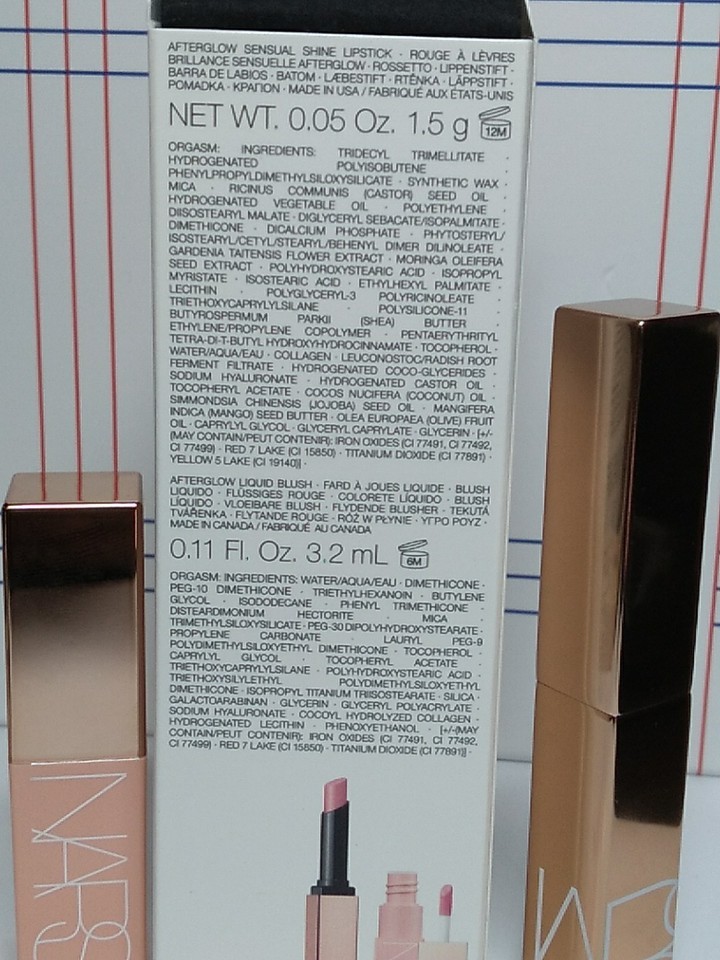 AFTERGLOW SENSUAL SHINE LIPSTICK · ROUGE À LÈVRES
BRILLANCE SENSUELLE AFTERGLOW · ROSSETTO · LIPPENSTIFT ·
BARRA DE LABIOS · BATOM · LÆBESTIFT · RTĚNKA · LÄPPSTIFT ·
POMADKA · ΚΡΑΓΙΟΝ · MADE IN USA / FABRIQUÉ AUX ÉTATS-UNIS
NET WT. 0.05 Oz. 1.5 g 12M
ORGASM: INGREDIENTS: TRIDECYL TRIMELLITATE ·
HYDROGENATED POLYISOBUTENE ·
PHENYLPROPYLDIMETHYLSILOXYSILICATE · SYNTHETIC WAX ·
MICA · RICINUS COMMUNIS (CASTOR) SEED OIL ·
HYDROGENATED VEGETABLE OIL · POLYETHYLENE ·
DIISOSTEARYL MALATE · DIGLYCERYL SEBACATE/ISOPALMITATE ·
DIMETHICONE · DICALCIUM PHOSPHATE · PHYTOSTERYL/
ISOSTEARYL/CETYL/STEARYL/BEHENYL DIMER DILINOLEATE ·
GARDENIA TAITENSIS FLOWER EXTRACT · MORINGA OLEIFERA
SEED EXTRACT · POLYHYDROXYSTEARIC ACID · ISOPROPYL
MYRISTATE · ISOSTEARIC ACID · ETHYLHEXYL PALMITATE ·
LECITHIN · POLYGLYCERYL-3 POLYRICINOLEATE ·
TRIETHOXYCAPRYLYLSILANE · POLYSILICONE-11 ·
BUTYROSPERMUM PARKII (SHEA) BUTTER ·
ETHYLENE/PROPYLENE COPOLYMER · PENTAERYTHRITYL
TETRA-DI-T-BUTYL HYDROXYHYDROCINNAMATE · TOCOPHEROL ·
WATER/AQUA/EAU · COLLAGEN · LEUCONOSTOC/RADISH ROOT
FERMENT FILTRATE · HYDROGENATED COCO-GLYCERIDES ·
SODIUM HYALURONATE · HYDROGENATED CASTOR OIL ·
TOCOPHERYL ACETATE · COCOS NUCIFERA (COCONUT) OIL ·
SIMMONDSIA CHINENSIS (JOJOBA) SEED OIL · MANGIFERA
INDICA (MANGO) SEED BUTTER · OLEA EUROPAEA (OLIVE) FRUIT
OIL · CAPRYLYL GLYCOL · GLYCERYL CAPRYLATE · GLYCERIN · [+/-
(MAY CONTAIN/PEUT CONTENIR): IRON OXIDES (CI 77491, CI 77492,
CI 77499) · RED 7 LAKE (CI 15850) · TITANIUM DIOXIDE (CI 77891) ·
YELLOW 5 LAKE (CI 19140)] ·
AFTERGLOW LIQUID BLUSH · FARD À JOUES LIQUIDE · BLUSH
LIQUIDO · FLÜSSIGES ROUGE · COLORETE LÍQUIDO · BLUSH
LÍQUIDO · VLOEIBARE BLUSH · FLYDENDE BLUSHER · TEKUTÁ
TVÁŘENKA · FLYTANDE ROUGE · RÓŻ W PŁYNIE · ΥΓΡΟ ΡΟΥΖ ·
MADE IN CANADA / FABRIQUÉ AU CANADA
0.11 Fl. Oz. 3.2 mL 6M
ORGASM: INGREDIENTS: WATER/AQUA/EAU · DIMETHICONE ·
PEG-10 DIMETHICONE · TRIETHYLHEXANOIN · BUTYLENE
GLYCOL · ISODODECANE · PHENYL TRIMETHICONE ·
DISTEARDIMONIUM HECTORITE · MICA ·
TRIMETHYLSILOXYSILICATE · PEG-30 DIPOLYHYDROXYSTEARATE ·
PROPYLENE CARBONATE · LAURYL PEG-9
POLYDIMETHYLSILOXYETHYL DIMETHICONE · TOCOPHEROL ·
CAPRYLYL GLYCOL · TOCOPHERYL ACETATE ·
TRIETHOXYCAPRYLYLSILANE · POLYHYDROXYSTEARIC ACID ·
TRIETHOXYSILYLETHYL POLYDIMETHYLSILOXYETHYL
DIMETHICONE · ISOPROPYL TITANIUM TRIISOSTEARATE · SILICA ·
GALACTOARABINAN · GLYCERIN · GLYCERYL POLYACRYLATE ·
SODIUM HYALURONATE · COCOYL HYDROLYZED COLLAGEN ·
HYDROGENATED LECITHIN · PHENOXYETHANOL · [+/-(MAY
CONTAIN/PEUT CONTENIR): IRON OXIDES (CI 77491, CI 77492,
CI 77499) · RED 7 LAKE (CI 15850) · TITANIUM DIOXIDE (CI 77891)] ·
NARS
NARS